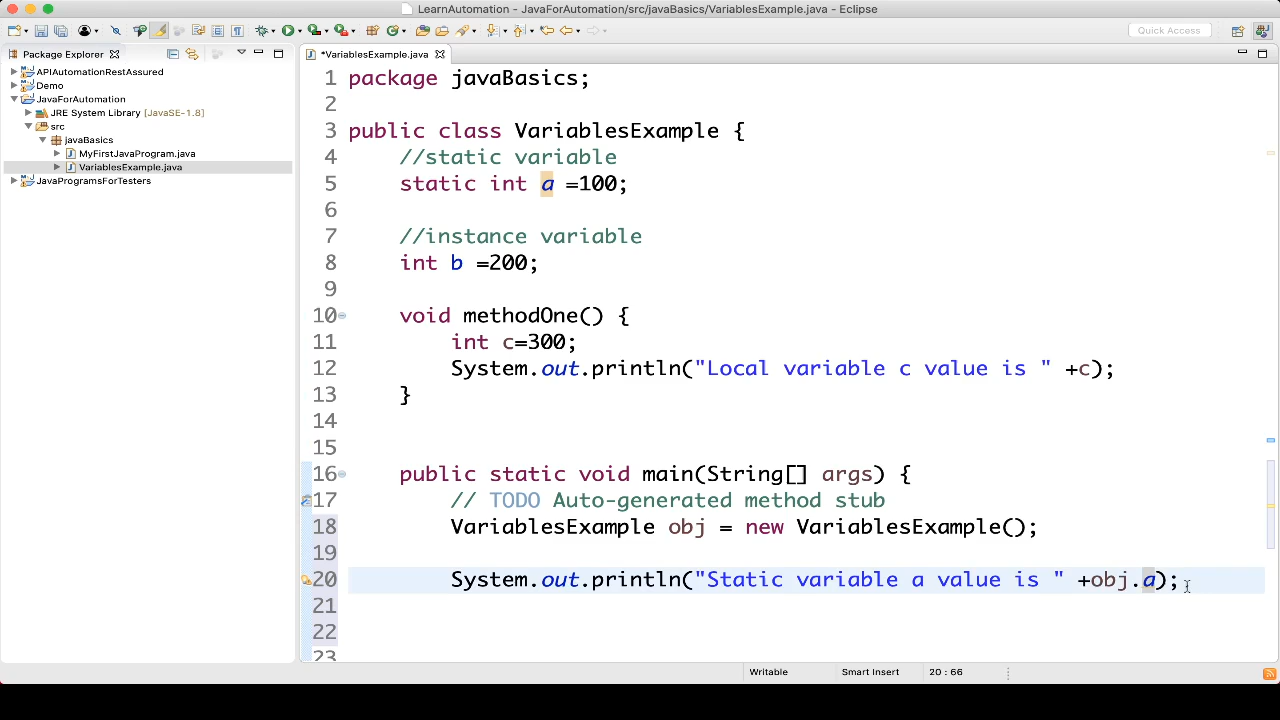 LearnAutomation - JavaForAutomation/src/javaBasics/VariablesExample.java - Eclipse
Quick Access
Package Explorer
*VariablesExample.java
APIAutomationRestAssured
Demo
JavaForAutomation
JRE System Library [JavaSE-1.8]
src
javaBasics
MyFirstJavaProgram.java
VariablesExample.java
JavaProgramsForTesters
1 package javaBasics;
2
3 public class VariablesExample {
4 //static variable
5 static int a =100;
6
7 //instance variable
8 int b =200;
9
10 void methodOne() {
11 int c=300;
12 System.out.println("Local variable c value is " +c);
13 }
14
15
16 public static void main(String[] args) {
17 // TODO Auto-generated method stub
18 VariablesExample obj = new VariablesExample();
19
20 System.out.println("Static variable a value is " +obj.a);
21
22
23
Writable Smart Insert 20 : 66